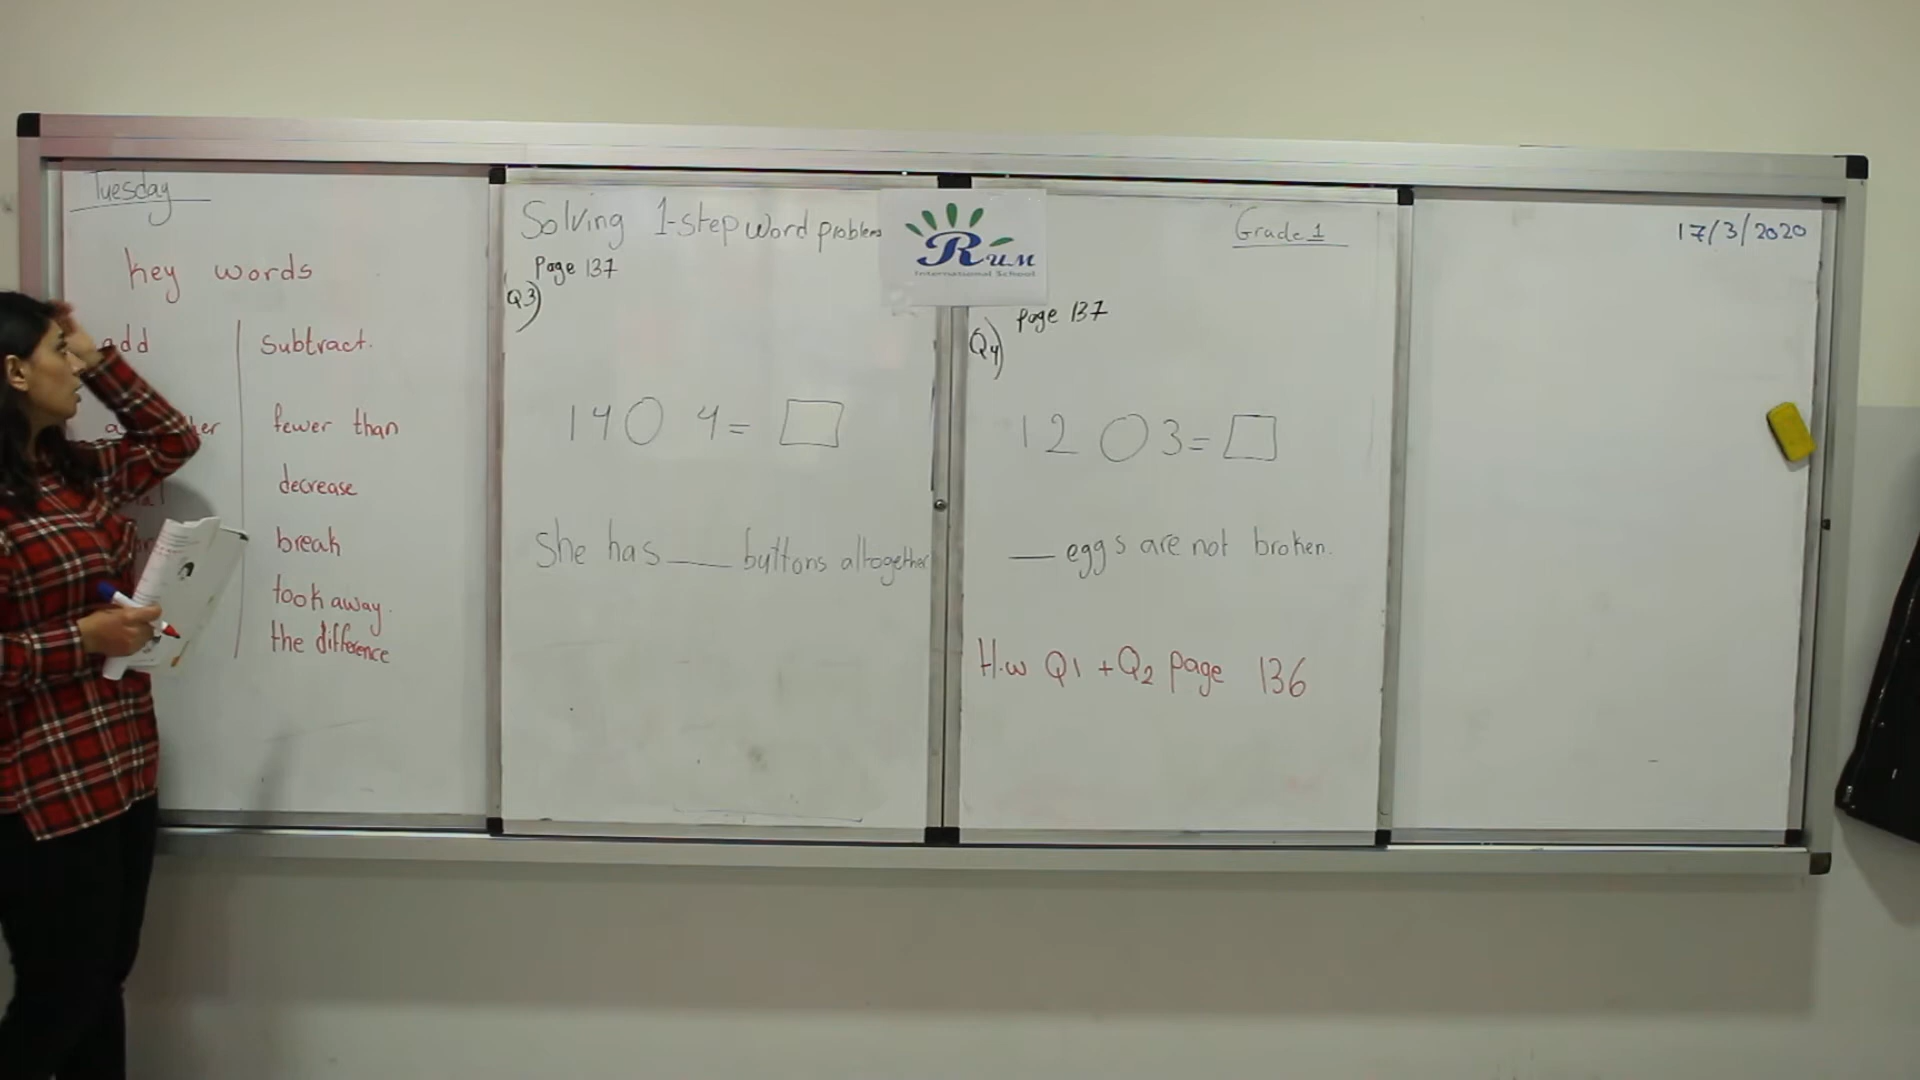 Tuesday
key words
add
subtract.
fewer than
decrease
break
took away.
the difference
Solving 1-step word problems
Page 137
Q3)
14 ○ 4 = □
She has ___ buttons altogether
RUM
International School
Grade 1
page 137
Q4)
12 ○ 3 = □
___ eggs are not broken.
H.w Q1 + Q2 page 136
17/3/2020